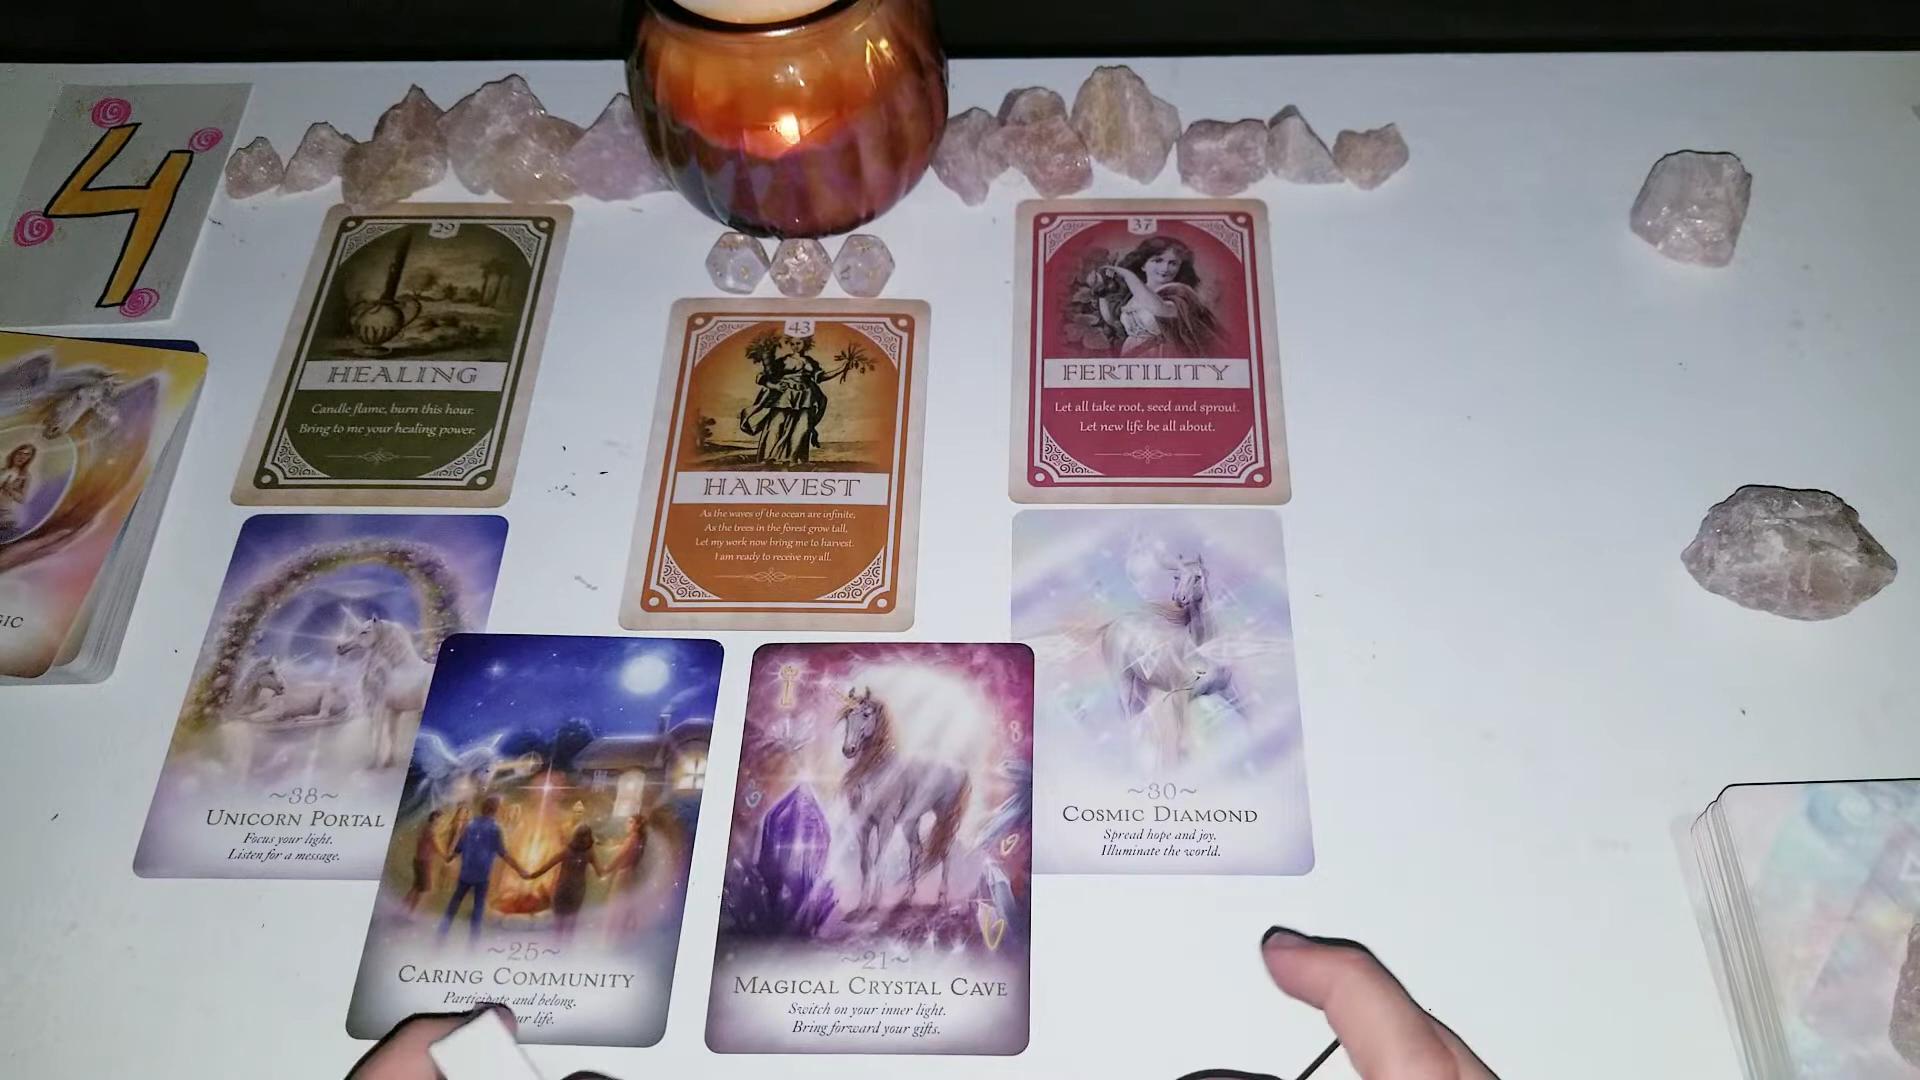 4
29
HEALING
Candle flame, burn this hour.
Bring to me your healing power.
43
HARVEST
As the waves of the ocean are infinite,
As the trees in the forest grow tall,
Let my work now bring me to harvest.
I am ready to receive my all.
37
FERTILITY
Let all take root, seed and sprout.
Let new life be all about.
GIC
~38~
UNICORN PORTAL
Focus your light.
Listen for a message.
~25~
CARING COMMUNITY
Participate and belong.
life.
~21~
MAGICAL CRYSTAL CAVE
Switch on your inner light.
Bring forward your gifts.
~30~
COSMIC DIAMOND
Spread hope and joy.
Illuminate the world.